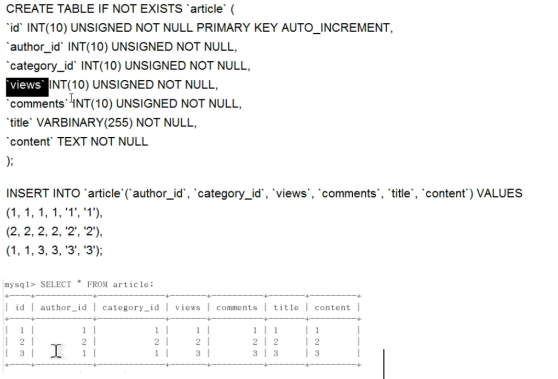 CREATE TABLE IF NOT EXISTS `article` (
`id` INT(10) UNSIGNED NOT NULL PRIMARY KEY AUTO_INCREMENT,
`author_id` INT(10) UNSIGNED NOT NULL,
`category_id` INT(10) UNSIGNED NOT NULL,
`views` INT(10) UNSIGNED NOT NULL,
`comments` INT(10) UNSIGNED NOT NULL,
`title` VARBINARY(255) NOT NULL,
`content` TEXT NOT NULL
);
INSERT INTO `article`(`author_id`, `category_id`, `views`, `comments`, `title`, `content`) VALUES
(1, 1, 1, 1, '1', '1'),
(2, 2, 2, 2, '2', '2'),
(1, 1, 3, 3, '3', '3');
mysql> SELECT * FROM article;
+----+-----------+-------------+-------+----------+-------+---------+
| id | author_id | category_id | views | comments | title | content |
+----+-----------+-------------+-------+----------+-------+---------+
| 1 | 1 | 1 | 1 | 1 | 1 | 1 |
| 2 | 2 | 2 | 2 | 2 | 2 | 2 |
| 3 | 1 | 1 | 3 | 3 | 3 | 3 |
+----+-----------+-------------+-------+----------+-------+---------+